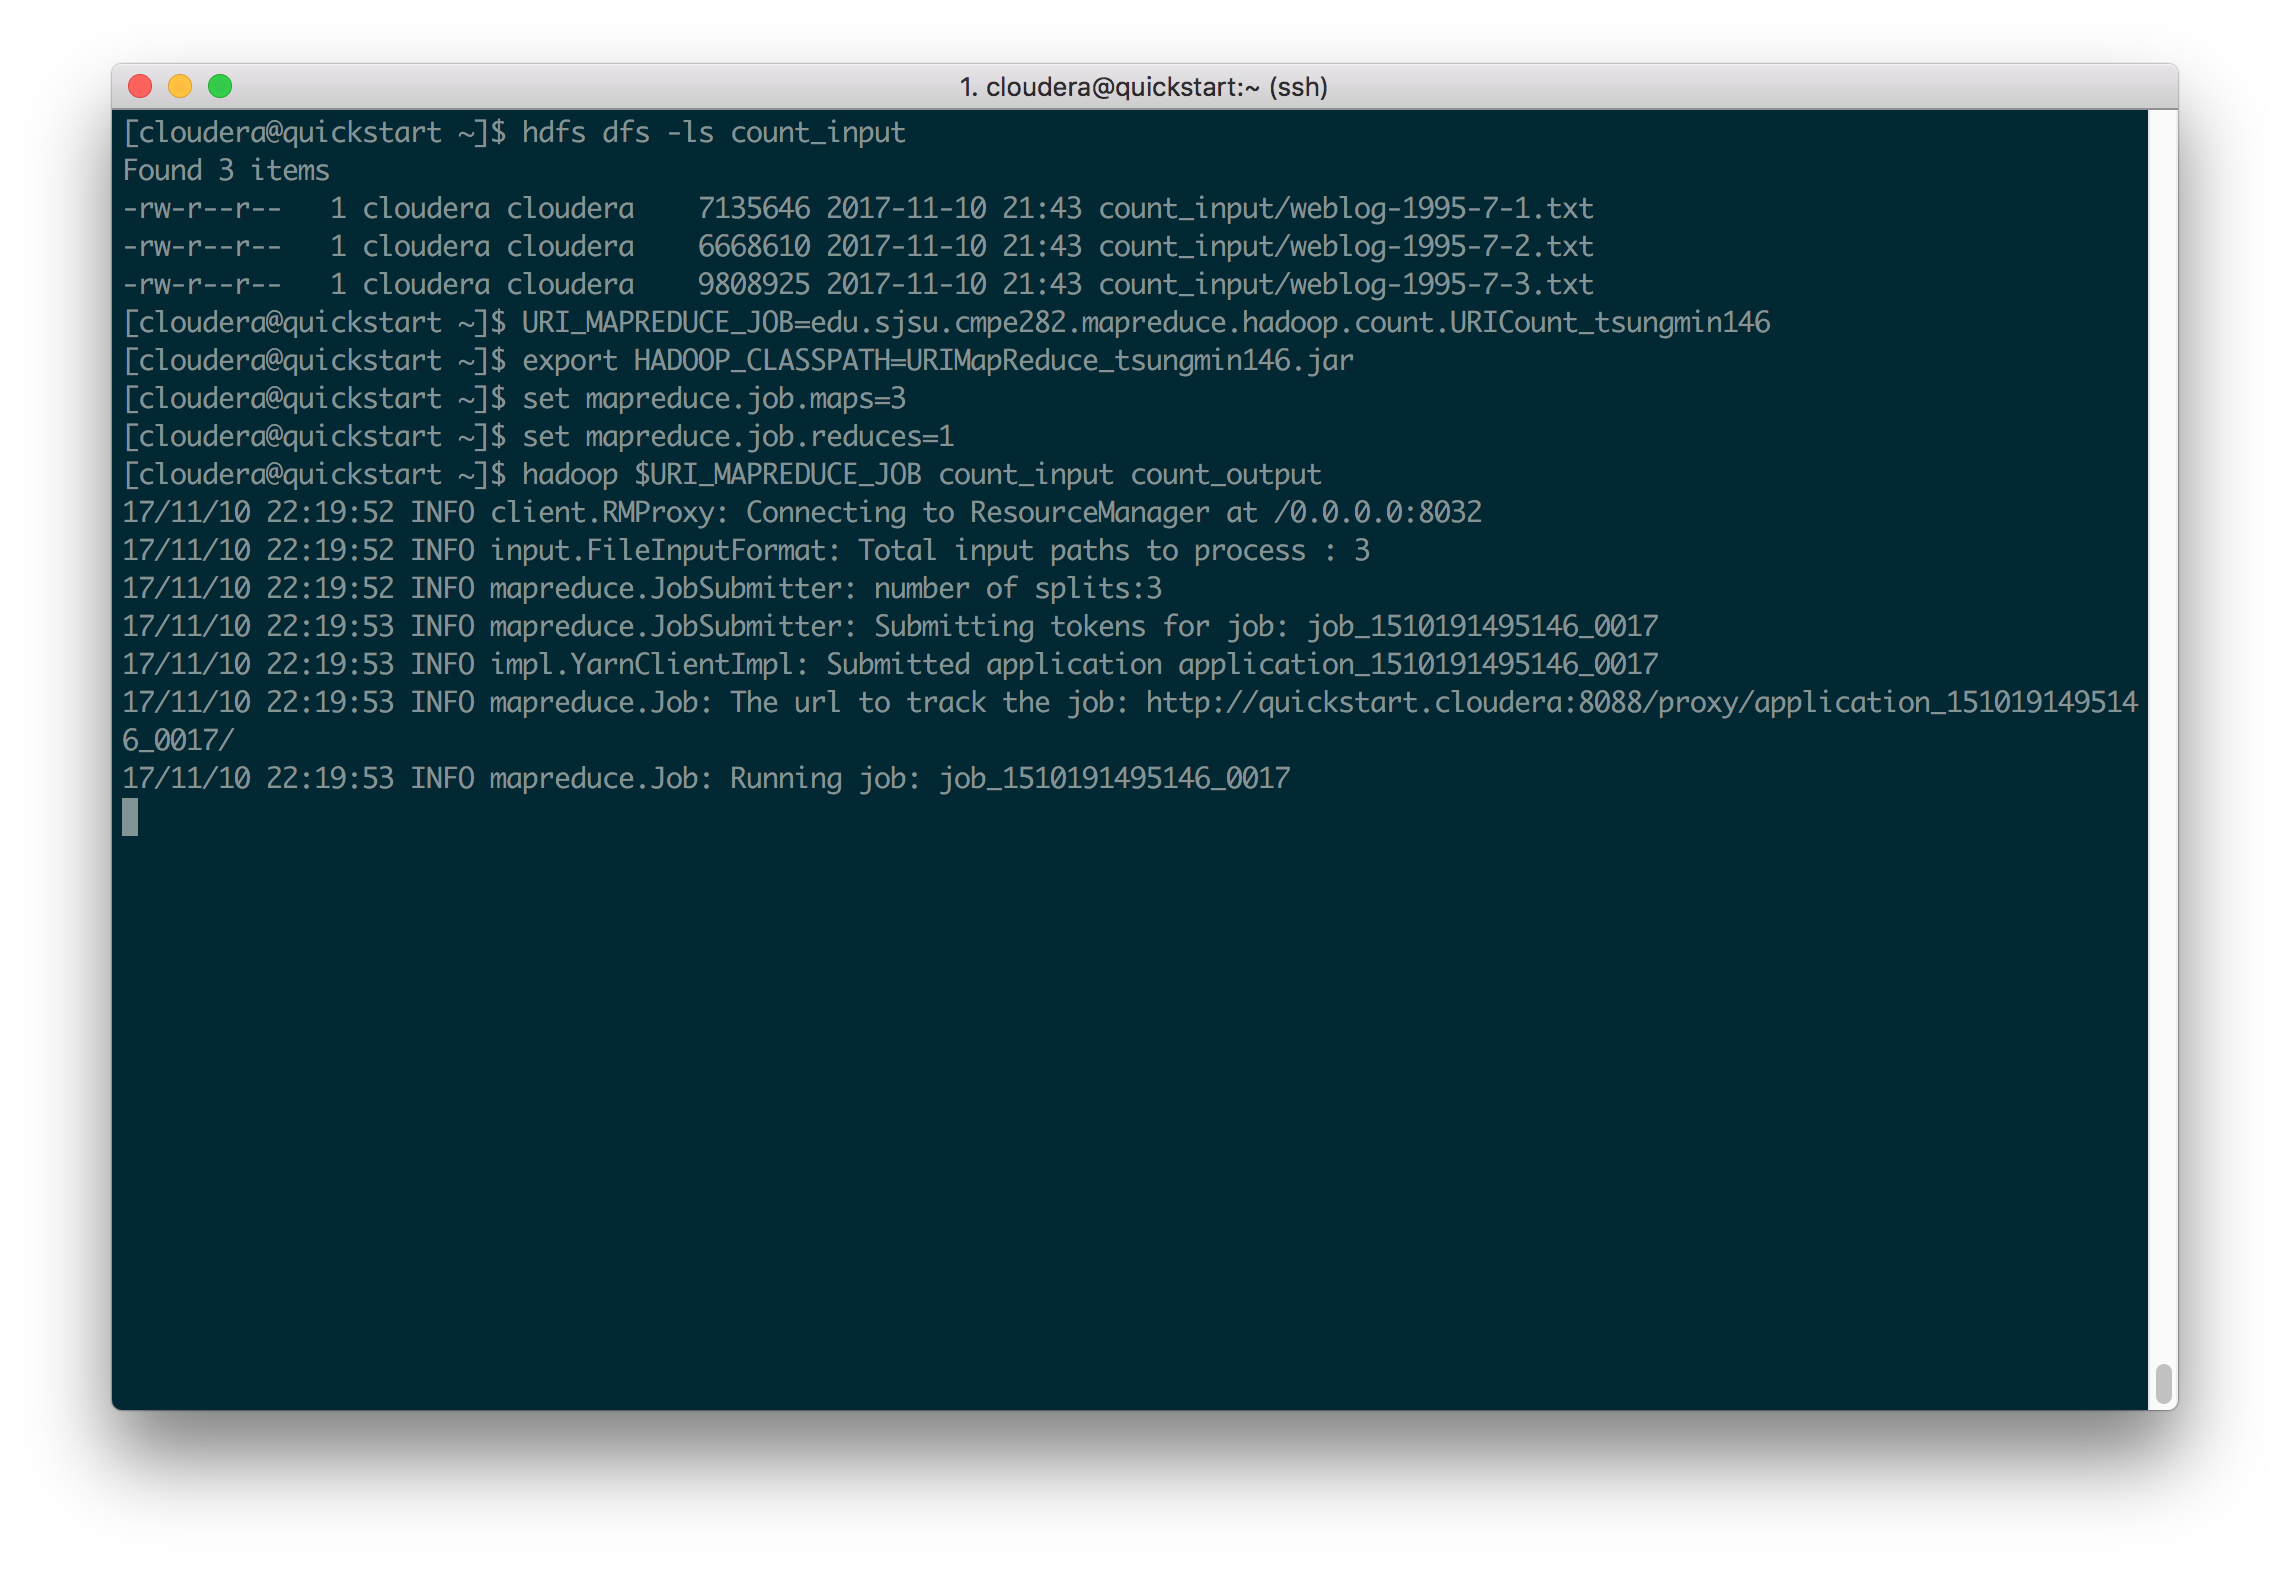 1. cloudera@quickstart:~ (ssh)
[cloudera@quickstart ~]$ hdfs dfs -ls count_input
Found 3 items
-rw-r--r--   1 cloudera cloudera    7135646 2017-11-10 21:43 count_input/weblog-1995-7-1.txt
-rw-r--r--   1 cloudera cloudera    6668610 2017-11-10 21:43 count_input/weblog-1995-7-2.txt
-rw-r--r--   1 cloudera cloudera    9808925 2017-11-10 21:43 count_input/weblog-1995-7-3.txt
[cloudera@quickstart ~]$ URI_MAPREDUCE_JOB=edu.sjsu.cmpe282.mapreduce.hadoop.count.URICount_tsungmin146
[cloudera@quickstart ~]$ export HADOOP_CLASSPATH=URIMapReduce_tsungmin146.jar
[cloudera@quickstart ~]$ set mapreduce.job.maps=3
[cloudera@quickstart ~]$ set mapreduce.job.reduces=1
[cloudera@quickstart ~]$ hadoop $URI_MAPREDUCE_JOB count_input count_output
17/11/10 22:19:52 INFO client.RMProxy: Connecting to ResourceManager at /0.0.0.0:8032
17/11/10 22:19:52 INFO input.FileInputFormat: Total input paths to process : 3
17/11/10 22:19:52 INFO mapreduce.JobSubmitter: number of splits:3
17/11/10 22:19:53 INFO mapreduce.JobSubmitter: Submitting tokens for job: job_1510191495146_0017
17/11/10 22:19:53 INFO impl.YarnClientImpl: Submitted application application_1510191495146_0017
17/11/10 22:19:53 INFO mapreduce.Job: The url to track the job: http://quickstart.cloudera:8088/proxy/application_151019149514
6_0017/
17/11/10 22:19:53 INFO mapreduce.Job: Running job: job_1510191495146_0017